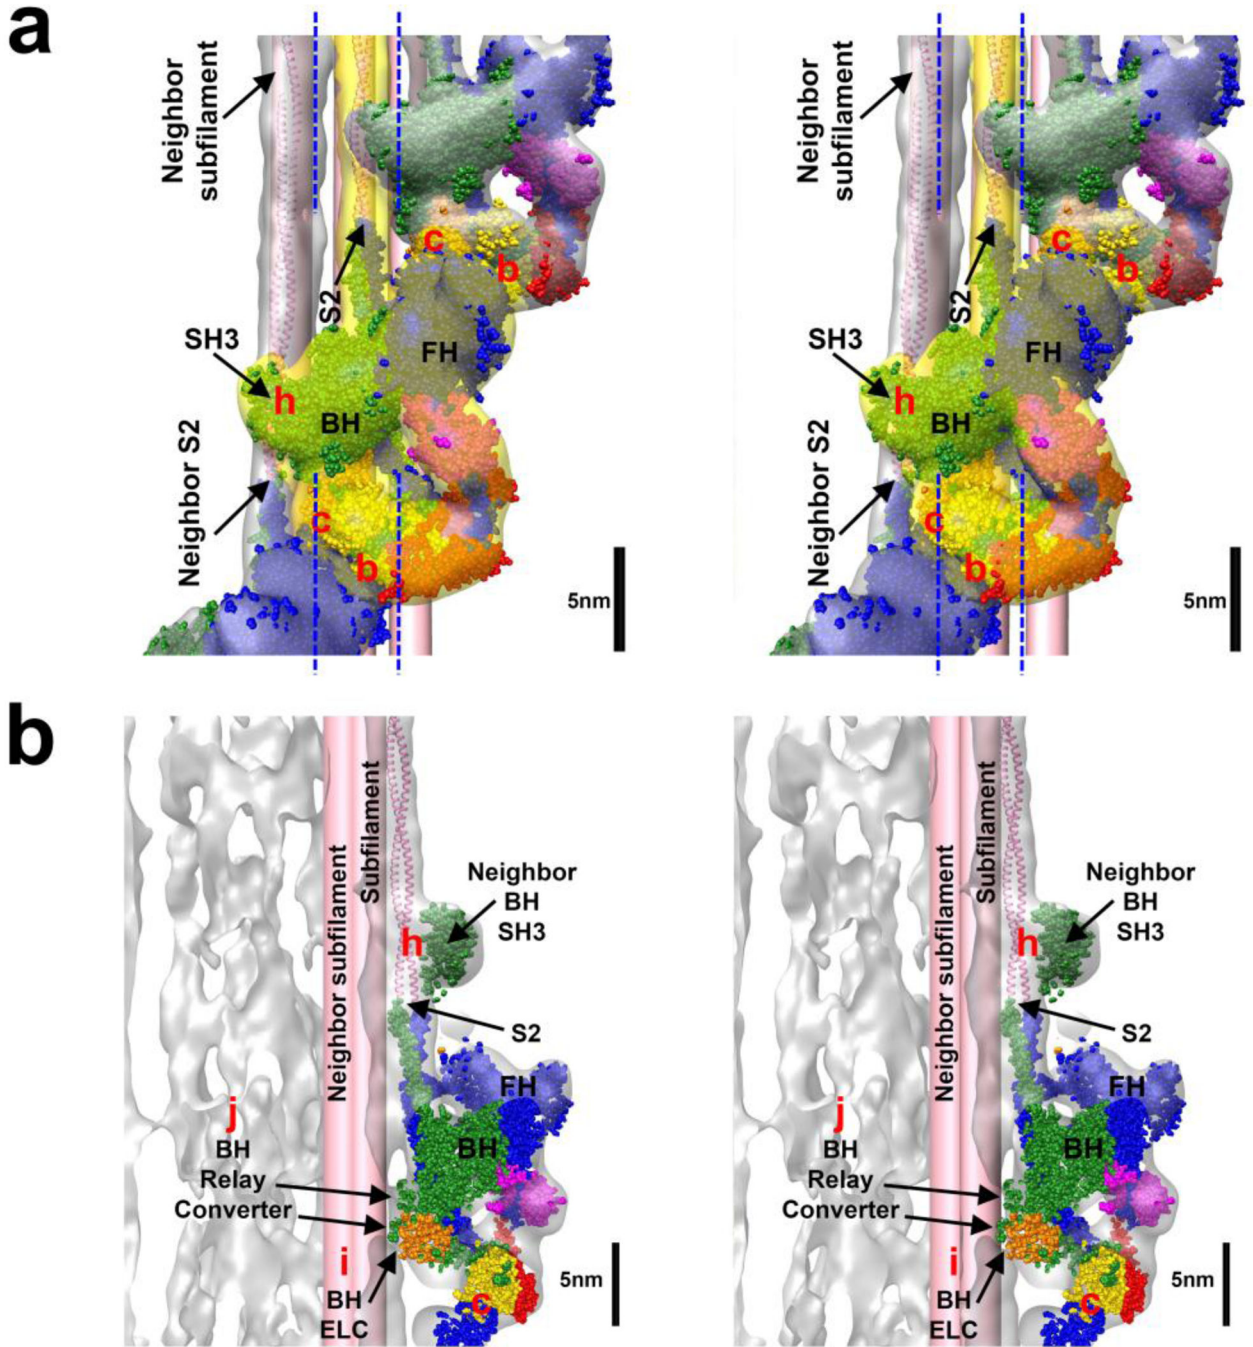 a
Neighbor
subfilament
c
b
S2
SH3
h
FH
BH
Neighbor S2
c
b
5nm
Neighbor
subfilament
c
b
S2
SH3
h
FH
BH
Neighbor S2
c
b
5nm
b
Neighbor subfilament
Subfilament
Neighbor
BH
SH3
h
S2
FH
j
BH
BH
Relay
Converter
i
BH
ELC
c
5nm
Neighbor subfilament
Subfilament
Neighbor
BH
SH3
h
S2
FH
j
BH
BH
Relay
Converter
i
BH
ELC
c
5nm